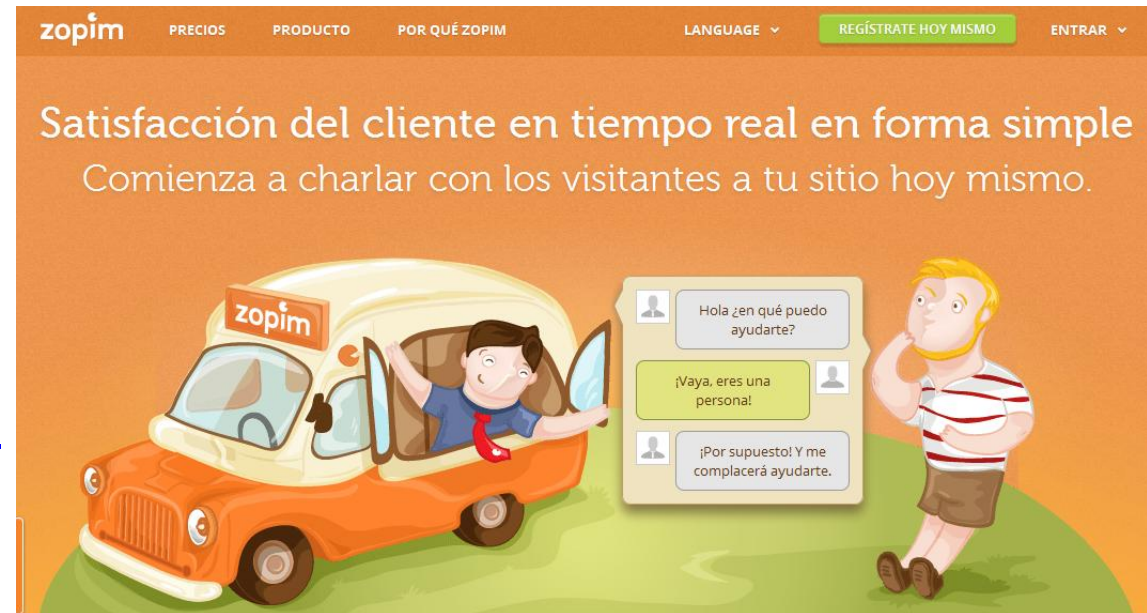 zopim PRECIOS PRODUCTO POR QUÉ ZOPIM LANGUAGE REGÍSTRATE HOY MISMO ENTRAR
Satisfacción del cliente en tiempo real en forma simple
Comienza a charlar con los visitantes a tu sitio hoy mismo.
zopim
Hola ¿en qué puedo
ayudarte?
¡Vaya, eres una
persona!
¡Por supuesto! Y me
complacerá ayudarte.